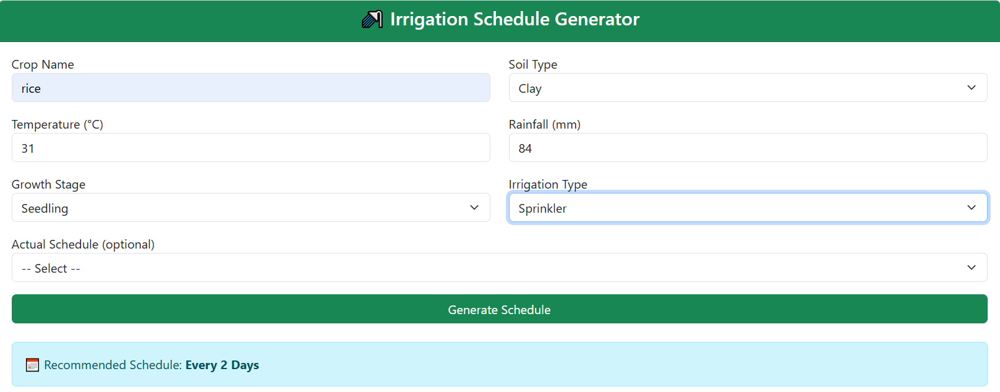 Irrigation Schedule Generator
Crop Name
Soil Type
rice
Clay
Temperature (°C)
Rainfall (mm)
31
84
Growth Stage
Irrigation Type
Seedling
Sprinkler
Actual Schedule (optional)
-- Select --
Generate Schedule
Recommended Schedule: Every 2 Days